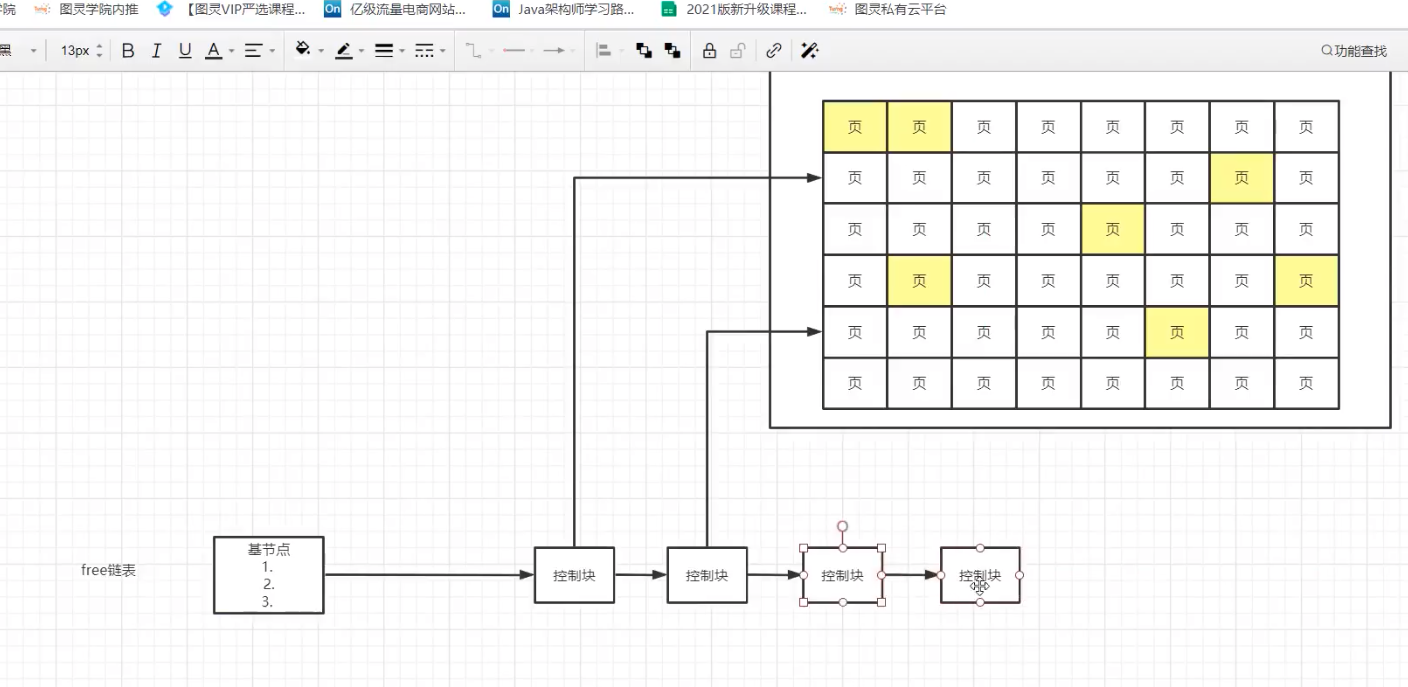 学院 图灵学院内推 【图灵VIP严选课程... On 亿级流量电商网站... On Java架构师学习路... 2021版新升级课程... 图灵私有云平台
黑 13px B I U A 功能查找
页 页 页 页 页 页 页 页
页 页 页 页 页 页 页 页
页 页 页 页 页 页 页 页
页 页 页 页 页 页 页 页
页 页 页 页 页 页 页 页
页 页 页 页 页 页 页 页
free链表
基节点
1.
2.
3.
控制块 控制块 控制块 控制块